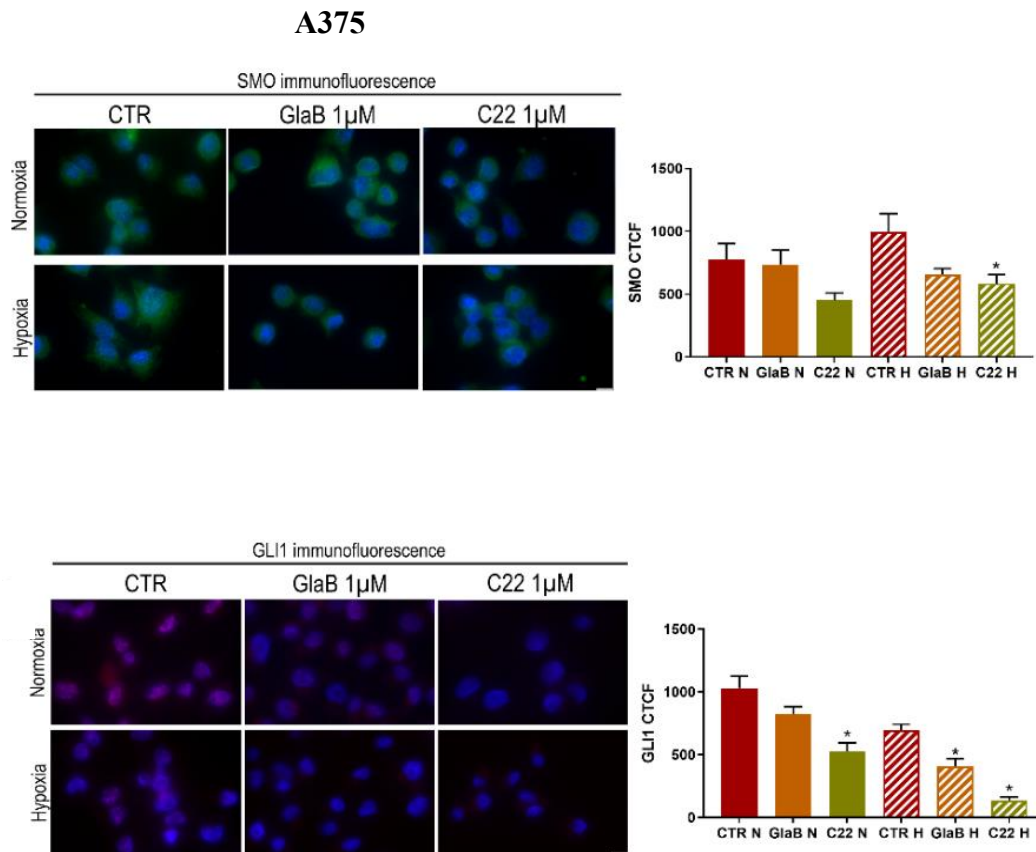 A375
SMO immunofluorescence
CTR GlaB 1µM C22 1µM
Normoxia
Hypoxia
SMO CTCF
1500
1000
500
0
CTR N GlaB N C22 N CTR H GlaB H C22 H
*
GLI1 immunofluorescence
CTR GlaB 1µM C22 1µM
Normoxia
Hypoxia
GLI1 CTCF
1500
1000
500
0
CTR N GlaB N C22 N CTR H GlaB H C22 H
* * *